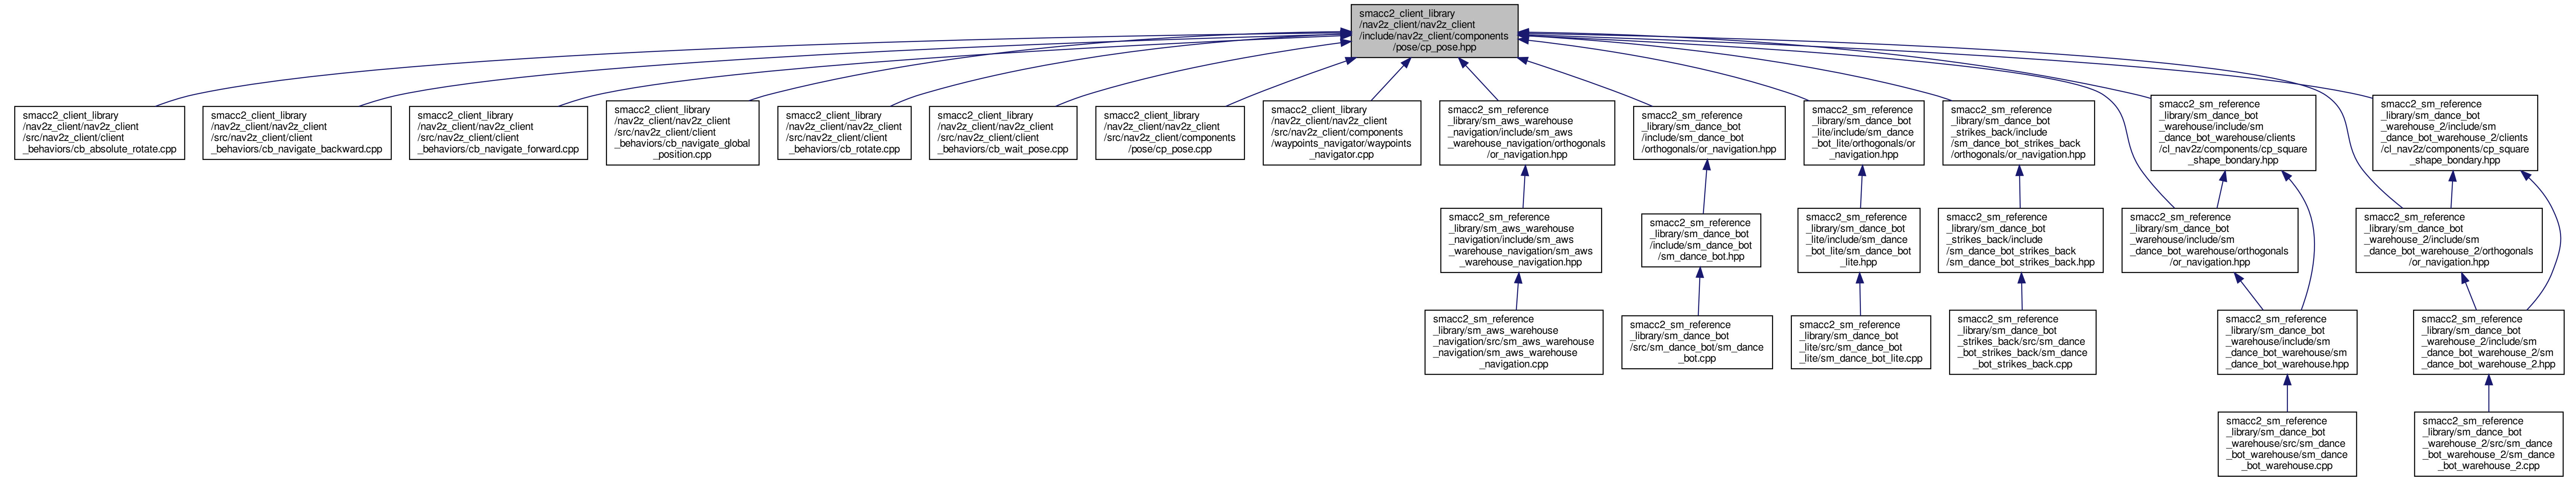 smacc2_client_library
/nav2z_client/nav2z_client
/include/nav2z_client/components
/pose/cp_pose.hpp
smacc2_client_library
/nav2z_client/nav2z_client
/src/nav2z_client/client
_behaviors/cb_absolute_rotate.cpp
smacc2_client_library
/nav2z_client/nav2z_client
/src/nav2z_client/client
_behaviors/cb_navigate_backward.cpp
smacc2_client_library
/nav2z_client/nav2z_client
/src/nav2z_client/client
_behaviors/cb_navigate_forward.cpp
smacc2_client_library
/nav2z_client/nav2z_client
/src/nav2z_client/client
_behaviors/cb_navigate_global
_position.cpp
smacc2_client_library
/nav2z_client/nav2z_client
/src/nav2z_client/client
_behaviors/cb_rotate.cpp
smacc2_client_library
/nav2z_client/nav2z_client
/src/nav2z_client/client
_behaviors/cb_wait_pose.cpp
smacc2_client_library
/nav2z_client/nav2z_client
/src/nav2z_client/components
/pose/cp_pose.cpp
smacc2_client_library
/nav2z_client/nav2z_client
/src/nav2z_client/components
/waypoints_navigator/waypoints
_navigator.cpp
smacc2_sm_reference
_library/sm_aws_warehouse
_navigation/include/sm_aws
_warehouse_navigation/orthogonals
/or_navigation.hpp
smacc2_sm_reference
_library/sm_dance_bot
/include/sm_dance_bot
/orthogonals/or_navigation.hpp
smacc2_sm_reference
_library/sm_dance_bot
_lite/include/sm_dance
_bot_lite/orthogonals/or
_navigation.hpp
smacc2_sm_reference
_library/sm_dance_bot
_strikes_back/include
/sm_dance_bot_strikes_back
/orthogonals/or_navigation.hpp
smacc2_sm_reference
_library/sm_dance_bot
_warehouse/include/sm
_dance_bot_warehouse/clients
/cl_nav2z/components/cp_square
_shape_bondary.hpp
smacc2_sm_reference
_library/sm_dance_bot
_warehouse_2/include/sm
_dance_bot_warehouse_2/clients
/cl_nav2z/components/cp_square
_shape_bondary.hpp
smacc2_sm_reference
_library/sm_aws_warehouse
_navigation/include/sm_aws
_warehouse_navigation/sm_aws
_warehouse_navigation.hpp
smacc2_sm_reference
_library/sm_dance_bot
/include/sm_dance_bot
/sm_dance_bot.hpp
smacc2_sm_reference
_library/sm_dance_bot
_lite/include/sm_dance
_bot_lite/sm_dance_bot
_lite.hpp
smacc2_sm_reference
_library/sm_dance_bot
_strikes_back/include
/sm_dance_bot_strikes_back
/sm_dance_bot_strikes_back.hpp
smacc2_sm_reference
_library/sm_dance_bot
_warehouse/include/sm
_dance_bot_warehouse/orthogonals
/or_navigation.hpp
smacc2_sm_reference
_library/sm_dance_bot
_warehouse_2/include/sm
_dance_bot_warehouse_2/orthogonals
/or_navigation.hpp
smacc2_sm_reference
_library/sm_aws_warehouse
_navigation/src/sm_aws_warehouse
_navigation/sm_aws_warehouse
_navigation.cpp
smacc2_sm_reference
_library/sm_dance_bot
/src/sm_dance_bot/sm_dance
_bot.cpp
smacc2_sm_reference
_library/sm_dance_bot
_lite/src/sm_dance_bot
_lite/sm_dance_bot_lite.cpp
smacc2_sm_reference
_library/sm_dance_bot
_strikes_back/src/sm_dance
_bot_strikes_back/sm_dance
_bot_strikes_back.cpp
smacc2_sm_reference
_library/sm_dance_bot
_warehouse/include/sm
_dance_bot_warehouse/sm
_dance_bot_warehouse.hpp
smacc2_sm_reference
_library/sm_dance_bot
_warehouse_2/include/sm
_dance_bot_warehouse_2/sm
_dance_bot_warehouse_2.hpp
smacc2_sm_reference
_library/sm_dance_bot
_warehouse/src/sm_dance
_bot_warehouse/sm_dance
_bot_warehouse.cpp
smacc2_sm_reference
_library/sm_dance_bot
_warehouse_2/src/sm_dance
_bot_warehouse_2/sm_dance
_bot_warehouse_2.cpp